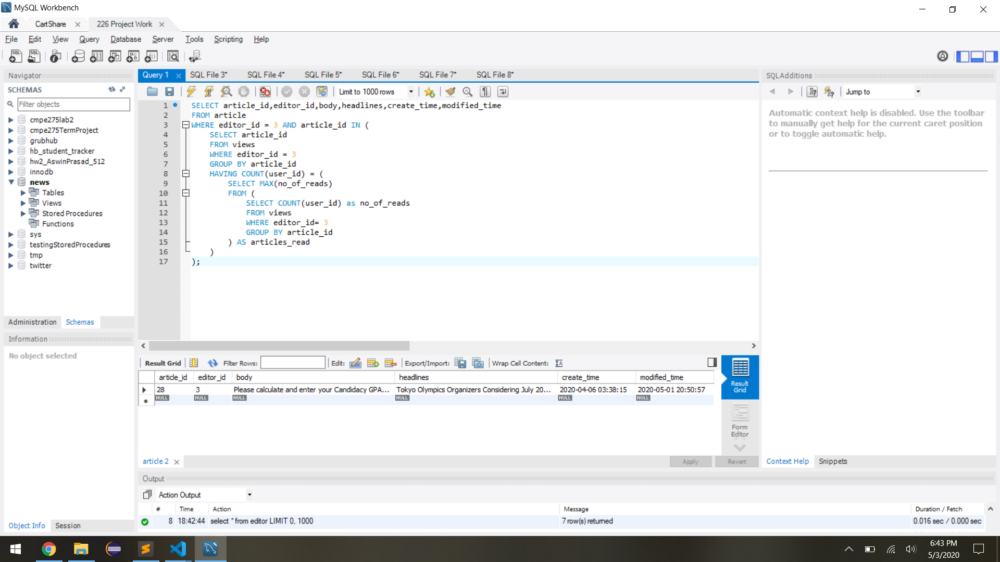 MySQL Workbench
CartShare
226 Project Work
File Edit View Query Database Server Tools Scripting Help
Navigator
SCHEMAS
Filter objects
cmpe275lab2
cmpe275TermProject
grubhub
hb_student_tracker
hw2_AswinPrasad_512
innodb
news
Tables
Views
Stored Procedures
Functions
sys
testingStoredProcedures
tmp
twitter
Administration Schemas
Information
No object selected
Object Info Session
Query 1 SQL File 3* SQL File 4* SQL File 5* SQL File 6* SQL File 7* SQL File 8*
Limit to 1000 rows
1 SELECT article_id,editor_id,body,headlines,create_time,modified_time
2 FROM article
3 WHERE editor_id = 3 AND article_id IN (
4 SELECT article_id
5 FROM views
6 WHERE editor_id = 3
7 GROUP BY article_id
8 HAVING COUNT(user_id) = (
9 SELECT MAX(no_of_reads)
10 FROM (
11 SELECT COUNT(user_id) as no_of_reads
12 FROM views
13 WHERE editor_id= 3
14 GROUP BY article_id
15 ) AS articles_read
16 )
17 );
Result Grid Filter Rows: Edit: Export/Import: Wrap Cell Content: IA
article_id editor_id body headlines create_time modified_time
28 3 Please calculate and enter your Candidacy GPA... Tokyo Olympics Organizers Considering July 20... 2020-04-06 03:38:15 2020-05-01 20:50:57
NULL NULL NULL NULL NULL NULL
Result
Grid
Form
Editor
article 2
Apply Revert
SQLAdditions
Jump to
Automatic context help is disabled. Use the toolbar
to manually get help for the current caret position
or to toggle automatic help.
Context Help Snippets
Output
Action Output
# Time Action Message Duration / Fetch
8 18:42:44 select * from editor LIMIT 0, 1000 7 row(s) returned 0.016 sec / 0.000 sec
6:43 PM
5/3/2020